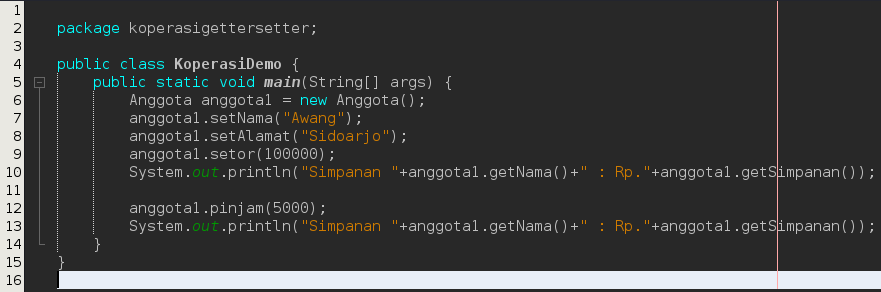 1
2 package koperasigettersetter;
3
4 public class KoperasiDemo {
5 public static void main(String[] args) {
6 Anggota anggota1 = new Anggota();
7 anggota1.setNama("Awang");
8 anggota1.setAlamat("Sidoarjo");
9 anggota1.setor(100000);
10 System.out.println("Simpanan "+anggota1.getNama()+" : Rp."+anggota1.getSimpanan());
11
12 anggota1.pinjam(5000);
13 System.out.println("Simpanan "+anggota1.getNama()+" : Rp."+anggota1.getSimpanan());
14 }
15 }
16